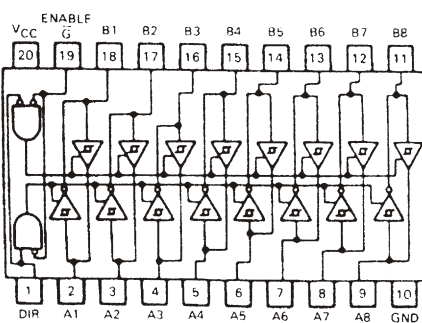 ENABLE
VCC G̅ B1 B2 B3 B4 B5 B6 B7 B8
20 19 18 17 16 15 14 13 12 11
1 2 3 4 5 6 7 8 9 10
DIR A1 A2 A3 A4 A5 A6 A7 A8 GND